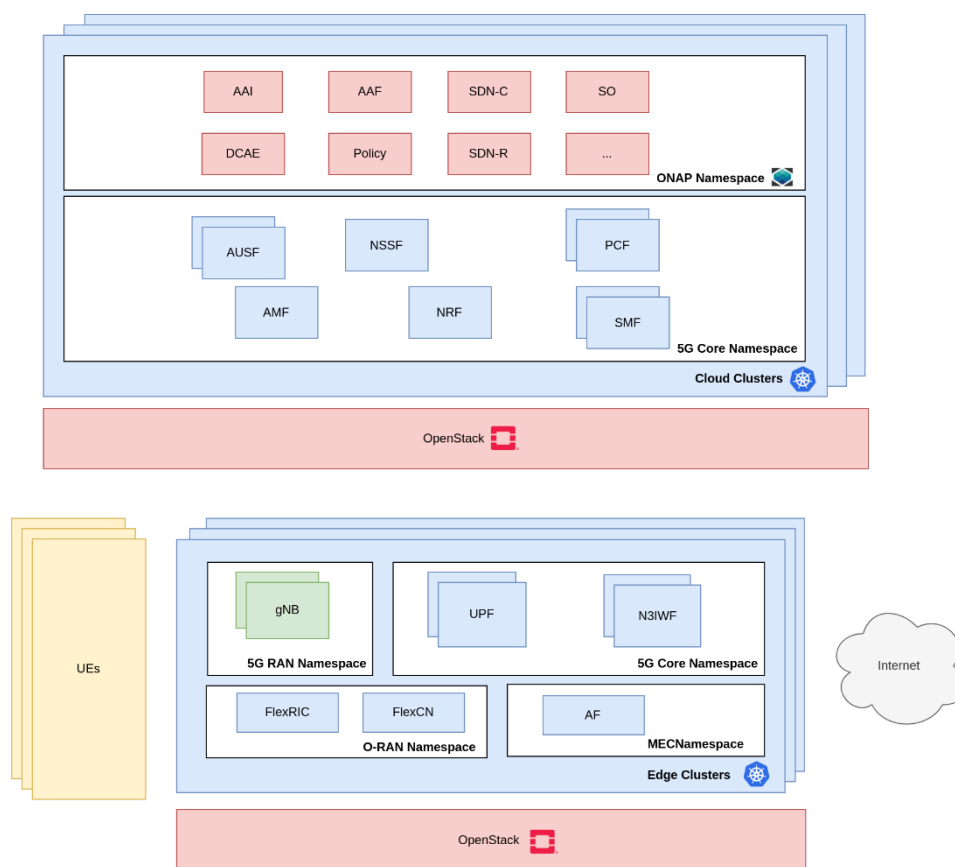 AAI
AAF
SDN-C
SO
DCAE
Policy
SDN-R
...
ONAP Namespace
AUSF
NSSF
PCF
AMF
NRF
SMF
5G Core Namespace
Cloud Clusters
OpenStack
UEs
gNB
5G RAN Namespace
UPF
N3IWF
5G Core Namespace
FlexRIC
FlexCN
O-RAN Namespace
AF
MECNamespace
Edge Clusters
Internet
OpenStack